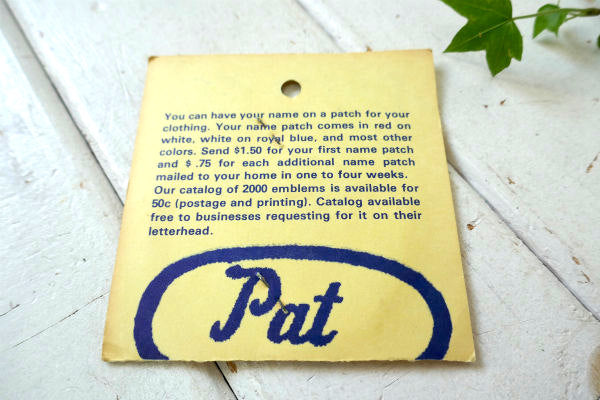 You can have your name on a patch for your
clothing. Your name patch comes in red on
white, white on royal blue, and most other
colors. Send $1.50 for your first name patch
and $ .75 for each additional name patch
mailed to your home in one to four weeks.
Our catalog of 2000 emblems is available for
50c (postage and printing). Catalog available
free to businesses requesting for it on their
letterhead.
Pat